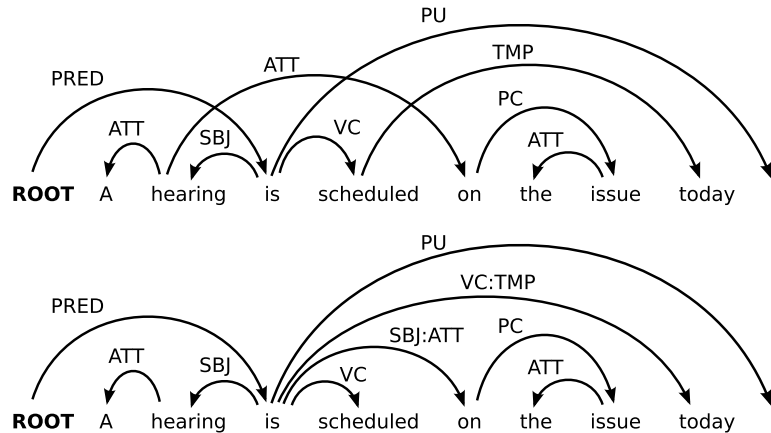 PU
TMP
ATT
PRED
PC
ATT SBJ VC ATT
ROOT A hearing is scheduled on the issue today
PU
VC:TMP
PRED
SBJ:ATT PC
ATT SBJ VC ATT
ROOT A hearing is scheduled on the issue today